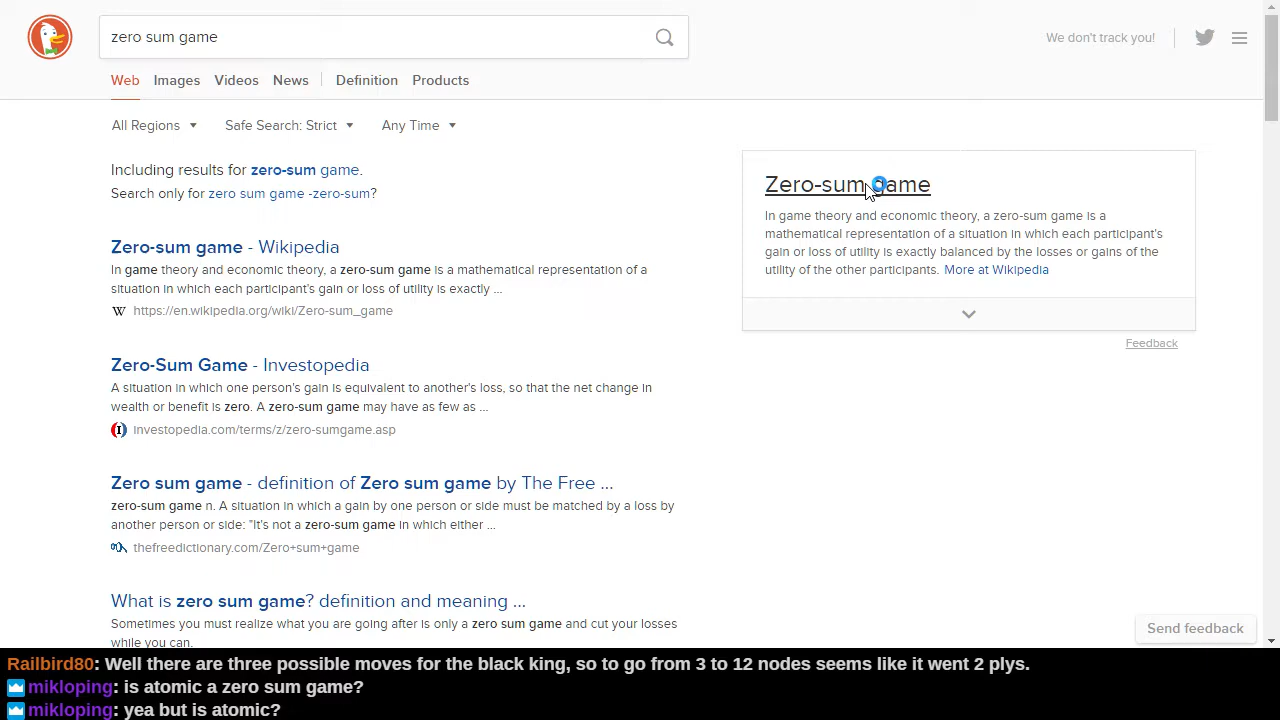 zero sum game
We don't track you!
Web Images Videos News Definition Products
All Regions Safe Search: Strict Any Time
Including results for zero-sum game.
Search only for zero sum game -zero-sum?
Zero-sum game - Wikipedia
In game theory and economic theory, a zero-sum game is a mathematical representation of a
situation in which each participant's gain or loss of utility is exactly ...
https://en.wikipedia.org/wiki/Zero-sum_game
Zero-Sum Game - Investopedia
A situation in which one person's gain is equivalent to another's loss, so that the net change in
wealth or benefit is zero. A zero-sum game may have as few as ...
investopedia.com/terms/z/zero-sumgame.asp
Zero sum game - definition of Zero sum game by The Free ...
zero-sum game n. A situation in which a gain by one person or side must be matched by a loss by
another person or side: "It's not a zero-sum game in which either ...
thefreedictionary.com/Zero+sum+game
What is zero sum game? definition and meaning ...
Sometimes you must realize what you are going after is only a zero sum game and cut your losses
while you can.
Zero-sum game
In game theory and economic theory, a zero-sum game is a
mathematical representation of a situation in which each participant's
gain or loss of utility is exactly balanced by the losses or gains of the
utility of the other participants. More at Wikipedia
Feedback
Send feedback
Railbird80: Well there are three possible moves for the black king, so to go from 3 to 12 nodes seems like it went 2 plys.
mikloping: is atomic a zero sum game?
mikloping: yea but is atomic?